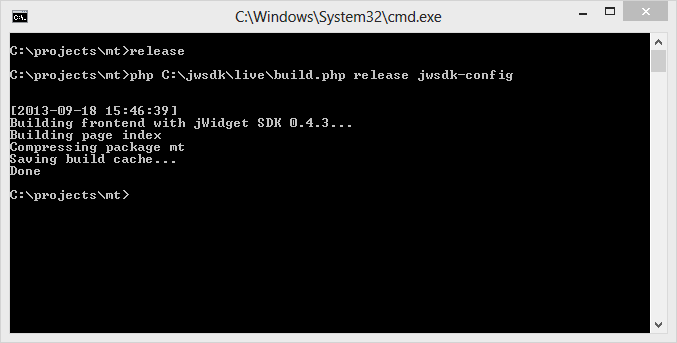 C:\Windows\System32\cmd.exe
C:\projects\mt>release
C:\projects\mt>php C:\jwsdk\live\build.php release jwsdk-config
[2013-09-18 15:46:39]
Building frontend with jWidget SDK 0.4.3...
Building page index
Compressing package mt
Saving build cache...
Done
C:\projects\mt>